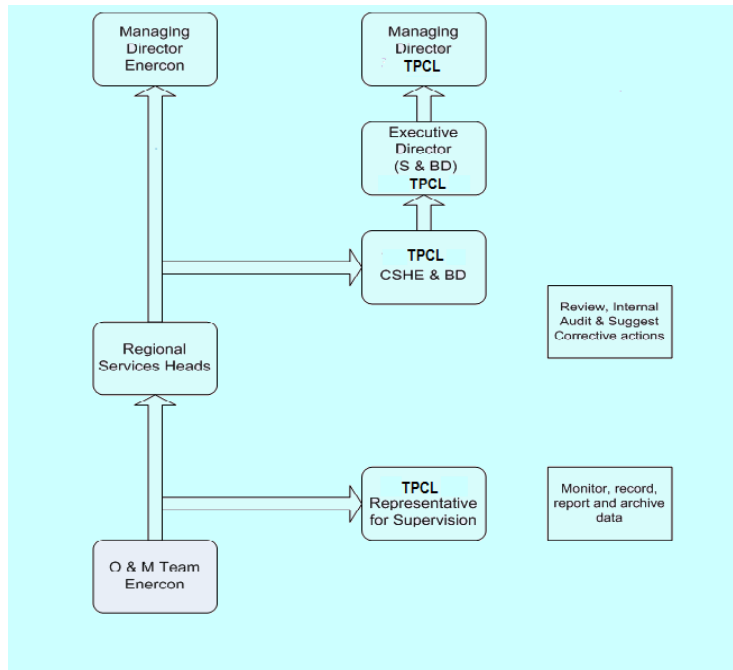 Managing
Director
Enercon
Managing
Director
TPCL
Executive
Director
(S & BD)
TPCL
TPCL
CSHE & BD
Review, Internal
Audit & Suggest
Corrective actions
Regional
Services Heads
TPCL
Representative
for Supervision
Monitor, record,
report and archive
data
O & M Team
Enercon